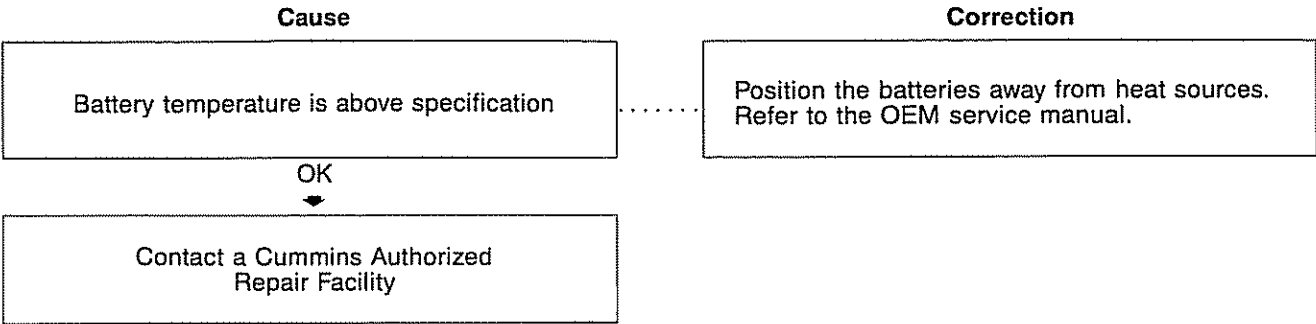 Cause
Correction
Battery temperature is above specification
Position the batteries away from heat sources.
Refer to the OEM service manual.
OK
Contact a Cummins Authorized
Repair Facility